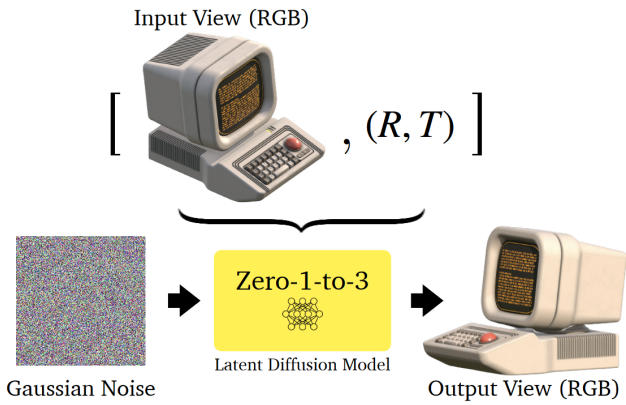 Input View (RGB)
[ , (R, T) ]
Zero-1-to-3
Latent Diffusion Model
Gaussian Noise
Output View (RGB)